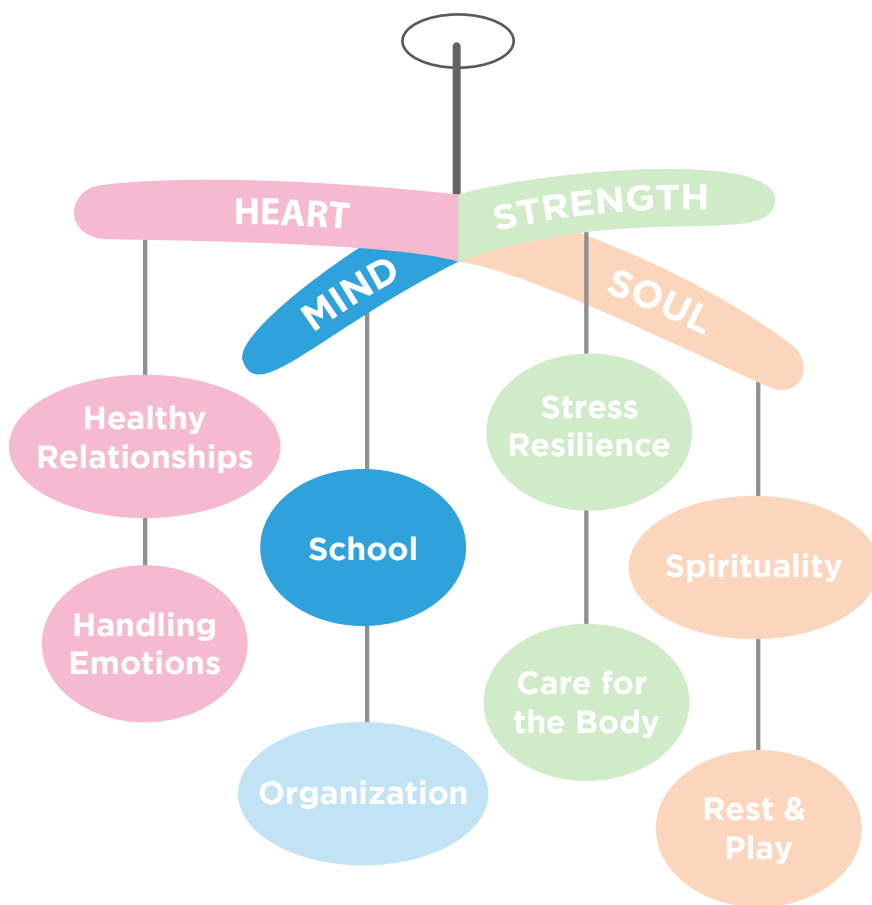 HEART
STRENGTH
MIND
SOUL
Healthy
Relationships
Handling
Emotions
School
Organization
Stress
Resilience
Care for
the Body
Spirituality
Rest &
Play